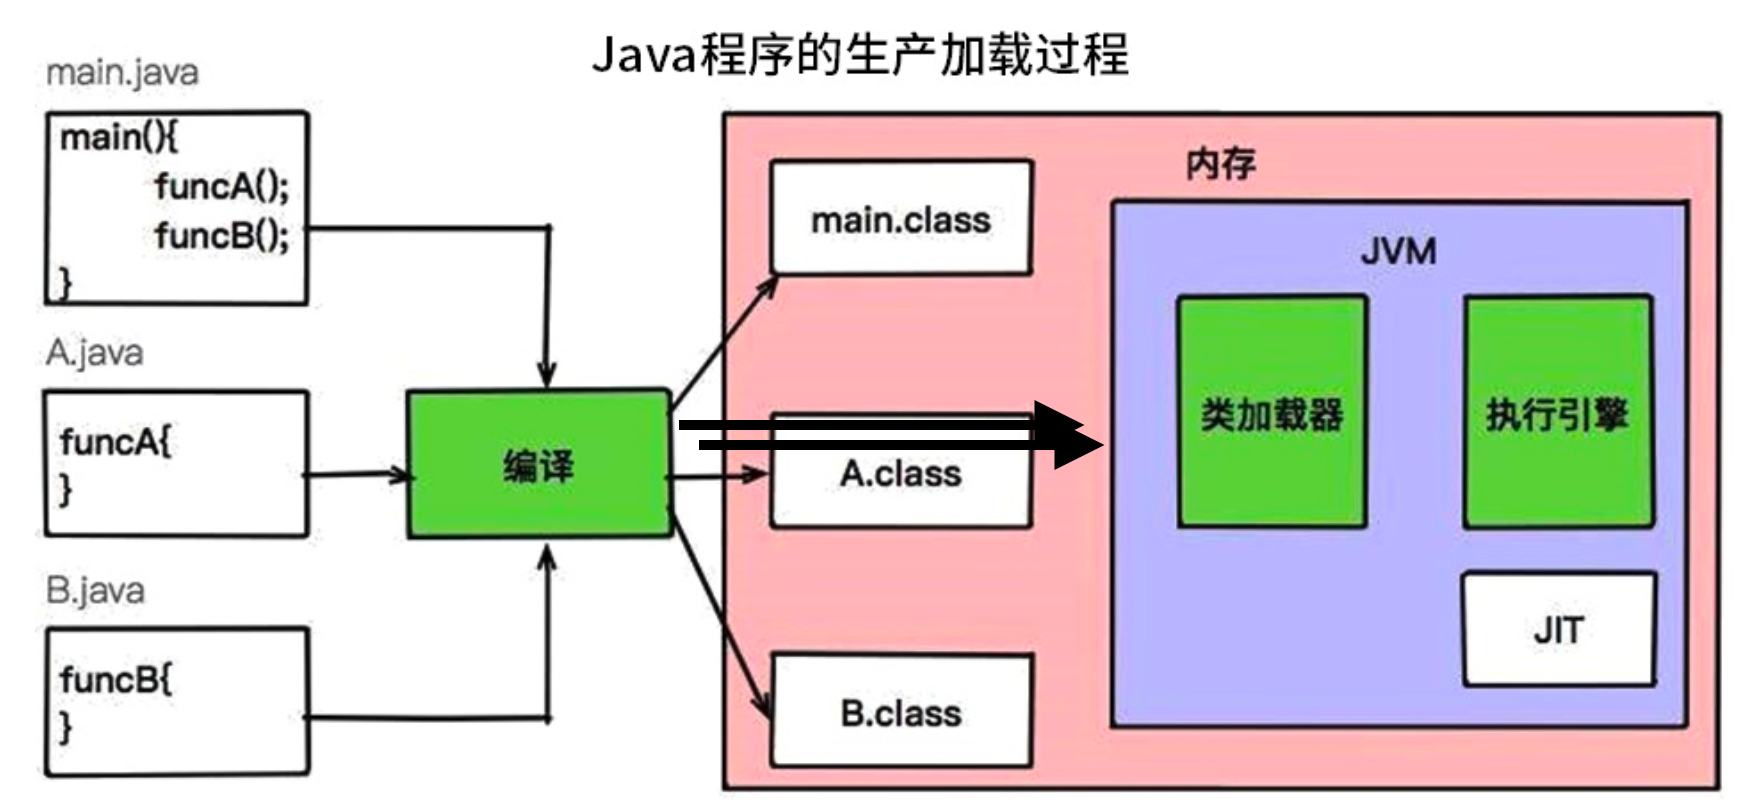 Java程序的生产加载过程
main.java
main(){
funcA();
funcB();
}
A.java
funcA{
}
B.java
funcB{
}
编译
内存
main.class
A.class
B.class
JVM
类加载器
执行引擎
JIT